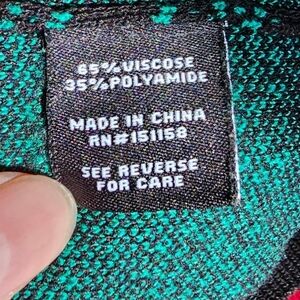 65%VISCOSE
35%POLYAMIDE
MADE IN CHINA
RN#151158
SEE REVERSE
FOR CARE